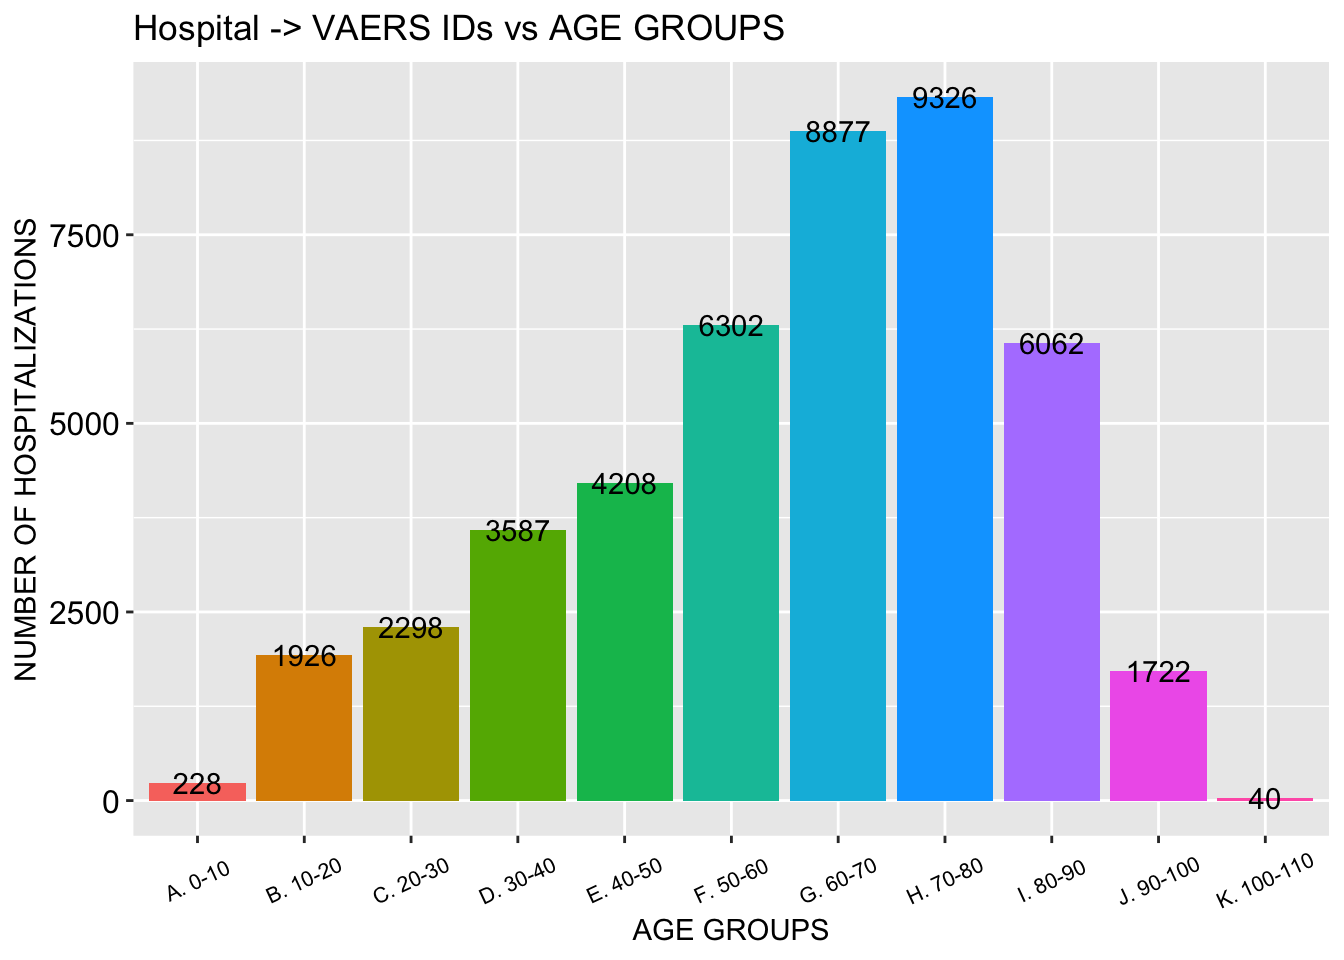 Hospital -> VAERS IDs vs AGE GROUPS
NUMBER OF HOSPITALIZATIONS
7500
5000
2500
0
228
1926
2298
3587
4208
6302
8877
9326
6062
1722
40
A. 0-10
B. 10-20
C. 20-30
D. 30-40
E. 40-50
F. 50-60
G. 60-70
H. 70-80
I. 80-90
J. 90-100
K. 100-110
AGE GROUPS